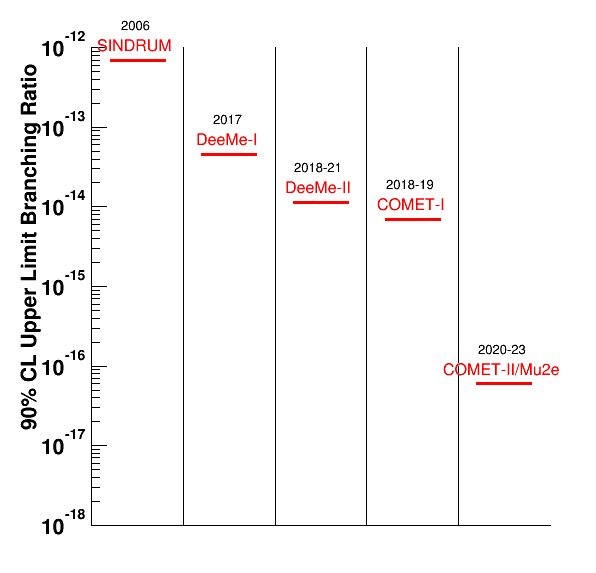 90% CL Upper Limit Branching Ratio
10^-12
10^-13
10^-14
10^-15
10^-16
10^-17
10^-18
2006
SINDRUM
2017
DeeMe-I
2018-21
DeeMe-II
2018-19
COMET-I
2020-23
COMET-II/Mu2e